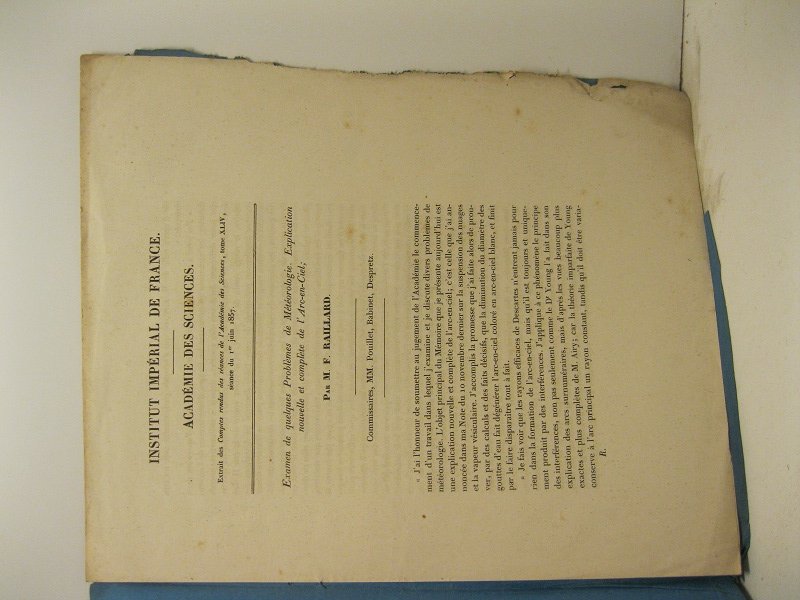 INSTITUT IMPÉRIAL DE FRANCE.
ACADÉMIE DES SCIENCES.
Extrait des Comptes rendus des séances de l'Académie des Sciences, tome XLIV,
séance du 1er juin 1857.
Examen de quelques Problèmes de Météorologie. Explication
nouvelle et complète de l'Arc-en-Ciel;
Par M. F. RAILLARD.
Commissaires, MM. Pouillet, Babinet, Despretz.
« J'ai l'honneur de soumettre au jugement de l'Académie le commence-
ment d'un travail dans lequel j'examine et je discute divers problèmes de
météorologie. L'objet principal du Mémoire que je présente aujourd'hui est
une explication nouvelle et complète de l'arc-en-ciel; c'est celle que j'ai an-
noncée dans ma Note du 10 novembre dernier sur la suspension des nuages
et la vapeur vésiculaire. J'accomplis la promesse que j'ai faite alors de prou-
ver, par des calculs et des faits décisifs, que la diminution du diamètre des
gouttes d'eau fait dégénérer l'arc-en-ciel coloré en arc-en-ciel blanc, et finit
par le faire disparaître tout à fait.
» Je fais voir que les rayons efficaces de Descartes n'entrent jamais pour
rien dans la formation de l'arc-en-ciel, mais qu'il est toujours et unique-
ment produit par des interférences. J'applique à ce phénomène le principe
des interférences, non pas seulement comme le Dr Young l'a fait dans son
explication des arcs surnuméraires, mais d'après les vues beaucoup plus
exactes et plus complètes de M. Airy; car la théorie imparfaite de Young
conserve à l'arc principal un rayon constant, tandis qu'il doit être varia-
R.